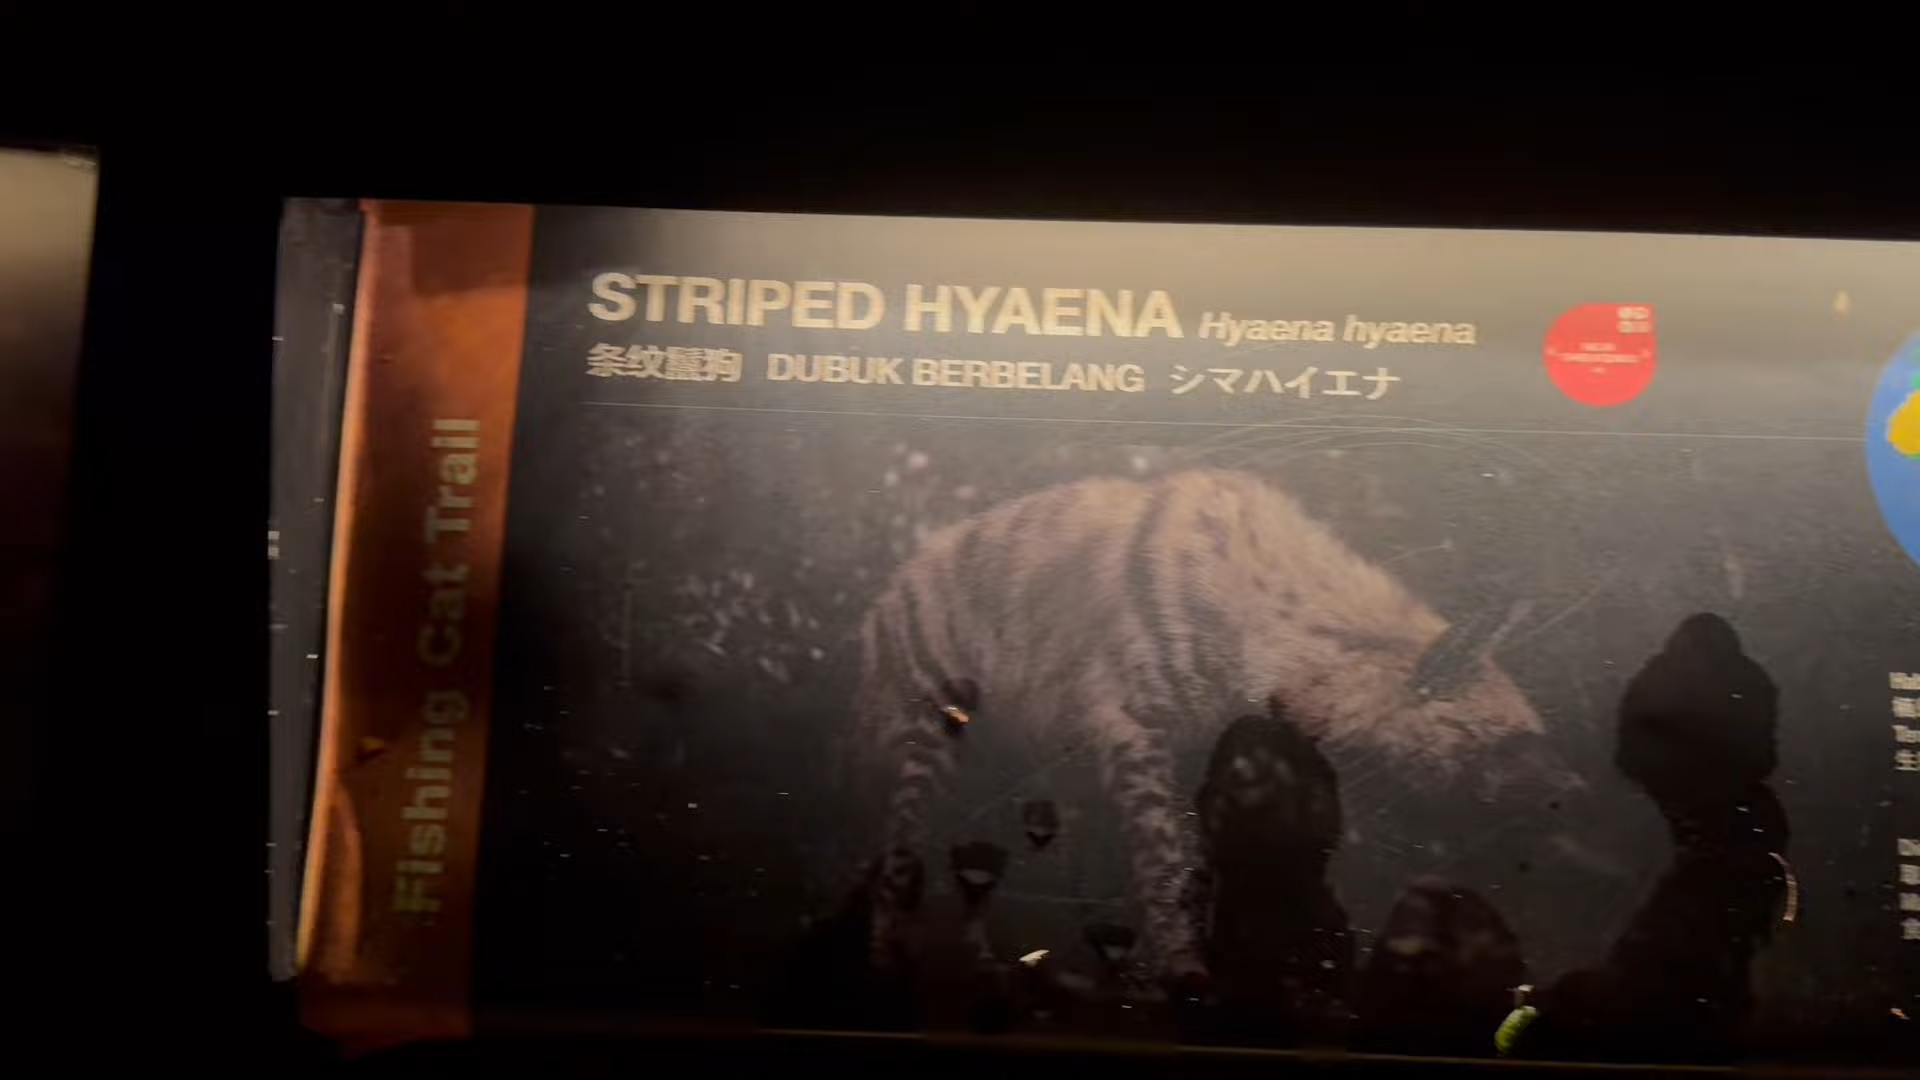 STRIPED HYAENA Hyaena hyaena
条纹鬣狗 DUBUK BERBELANG シマハイエナ
Fishing Cat Trail